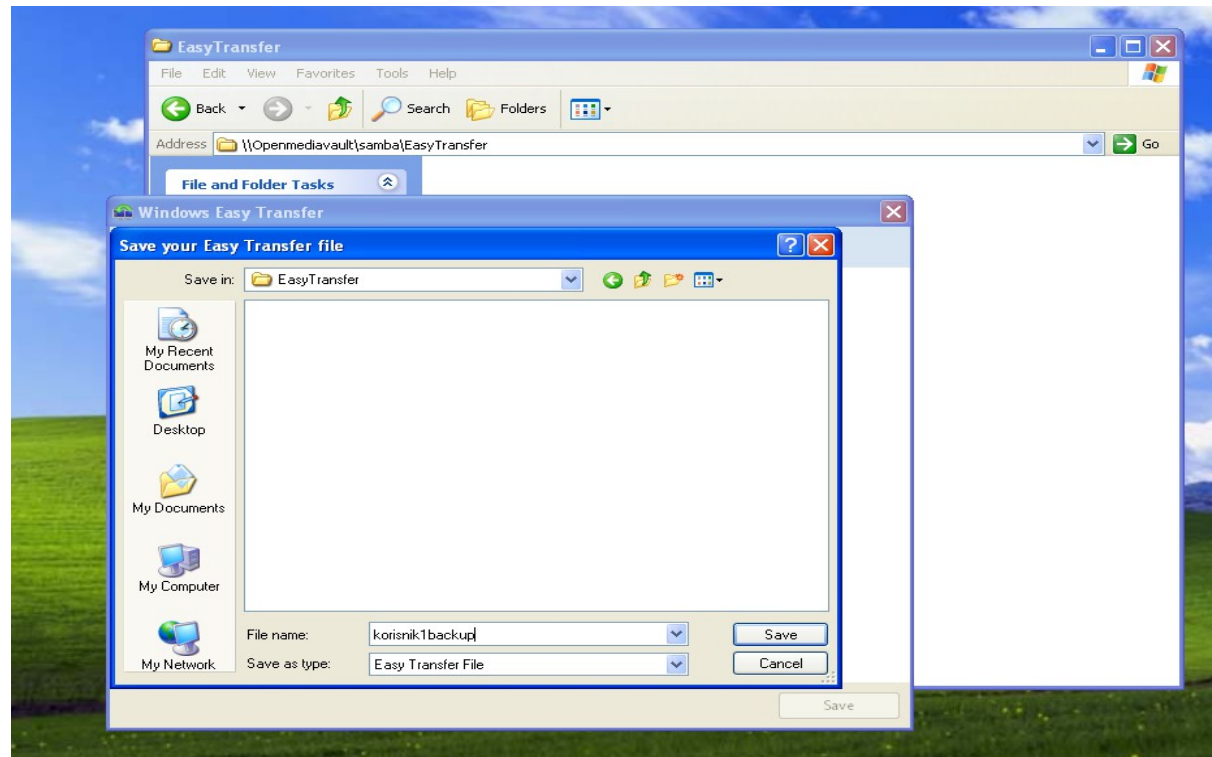 EasyTransfer
File Edit View Favorites Tools Help
Back Search Folders
Address \\Openmediavault\samba\EasyTransfer Go
File and Folder Tasks
Windows Easy Transfer
Save your Easy Transfer file
Save in: EasyTransfer
My Recent
Documents
Desktop
My Documents
My Computer
My Network
File name: korisnik1backup Save
Save as type: Easy Transfer File Cancel
Save